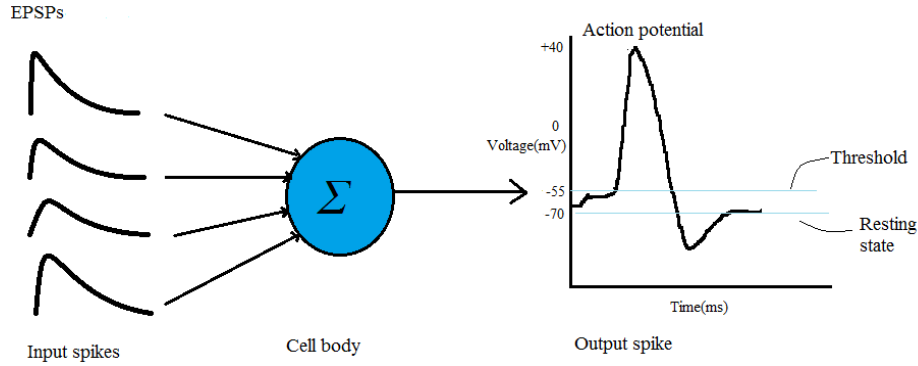 EPSPs
Action potential
+40
0
Voltage(mV)
Threshold
-55
-70
Resting
state
Σ
Time(ms)
Input spikes
Cell body
Output spike